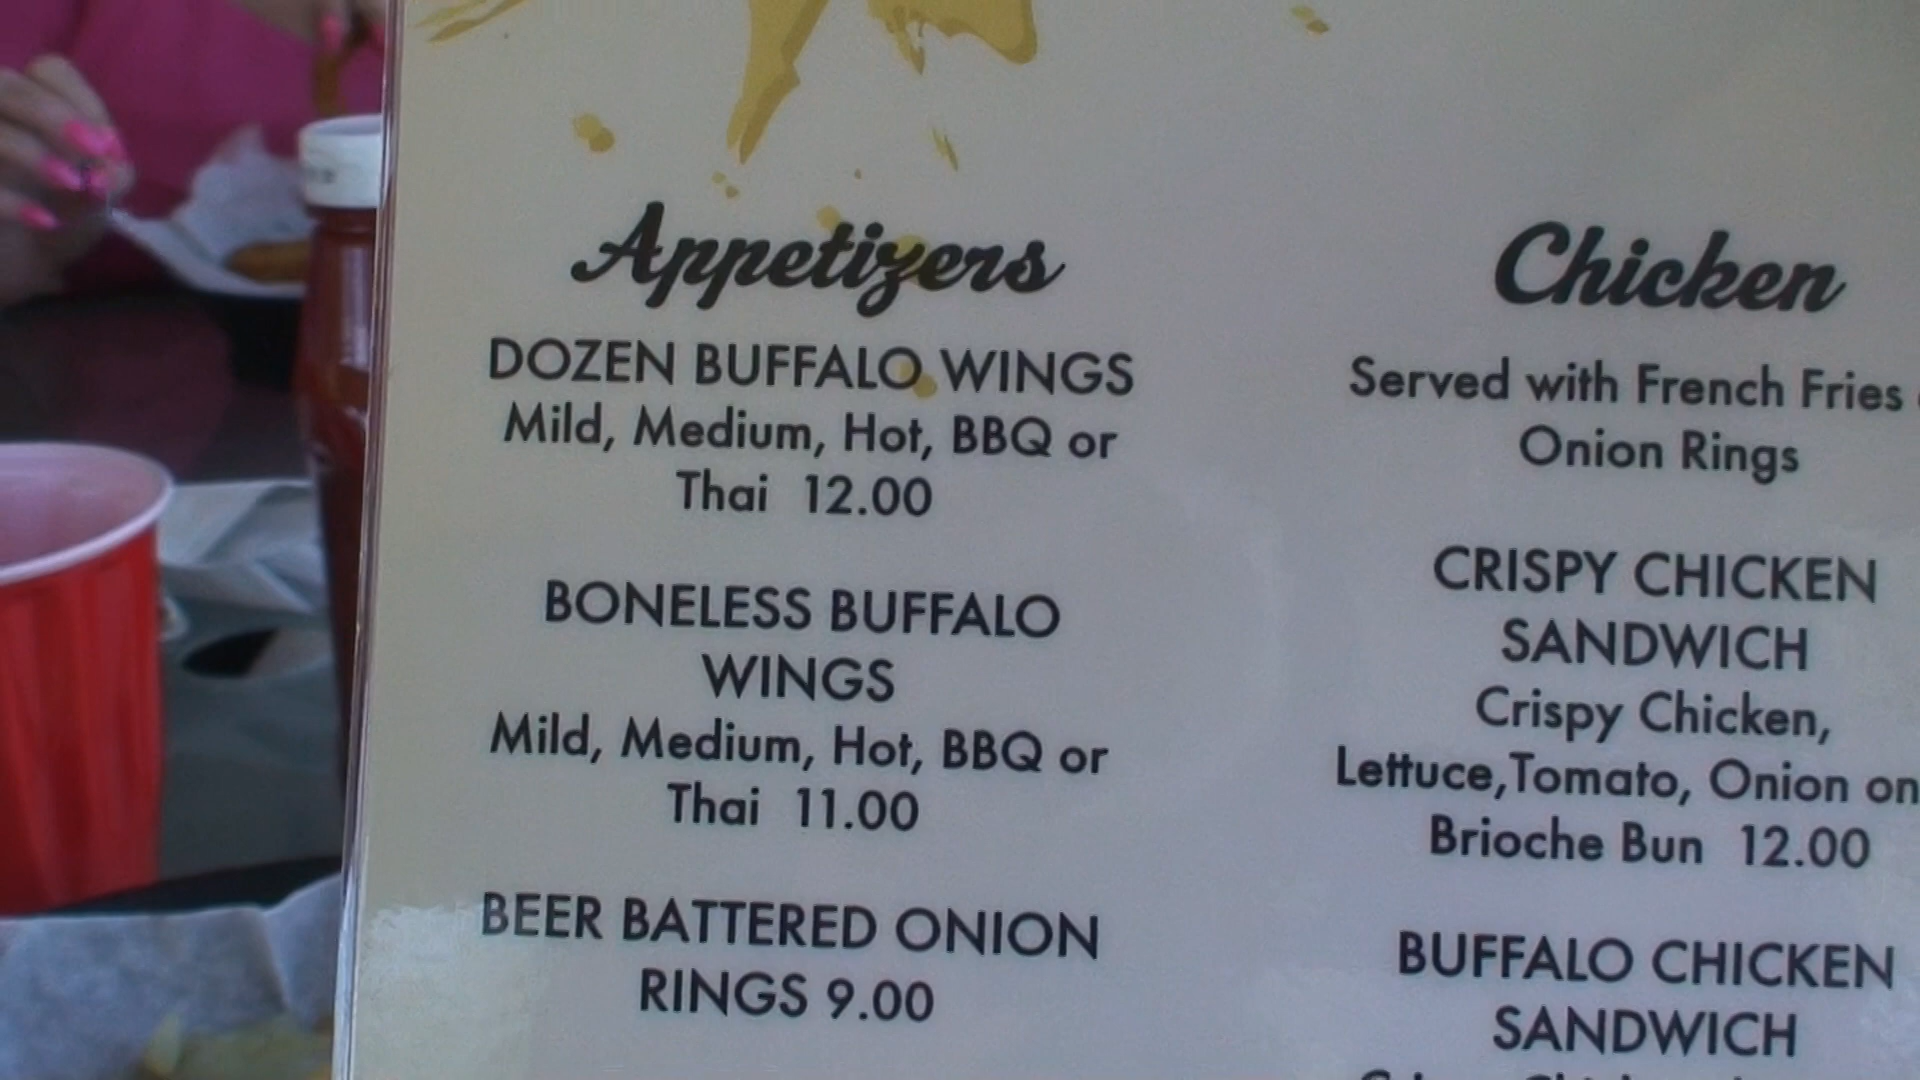 Appetizers
DOZEN BUFFALO WINGS
Mild, Medium, Hot, BBQ or
Thai 12.00
BONELESS BUFFALO
WINGS
Mild, Medium, Hot, BBQ or
Thai 11.00
BEER BATTERED ONION
RINGS 9.00
Chicken
Served with French Fries
Onion Rings
CRISPY CHICKEN
SANDWICH
Crispy Chicken,
Lettuce,Tomato, Onion on
Brioche Bun 12.00
BUFFALO CHICKEN
SANDWICH